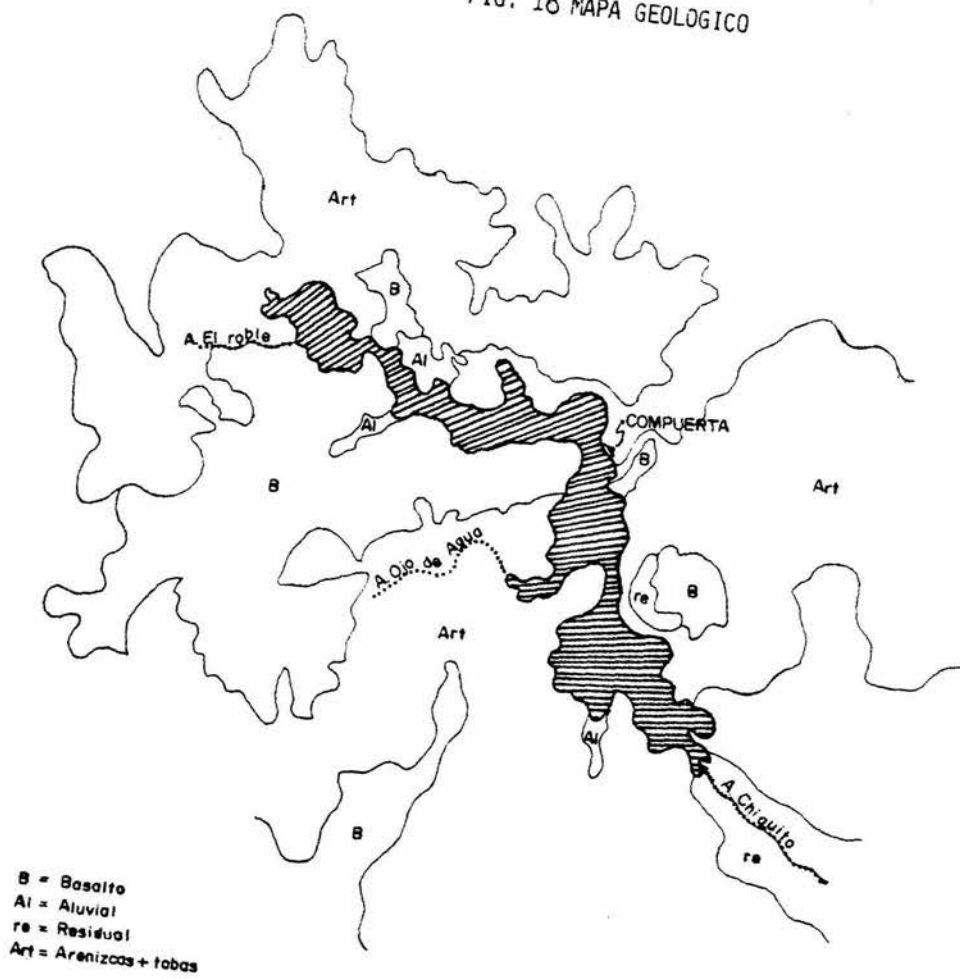 FIG. 18 MAPA GEOLOGICO
Art
B
A. El roble
Al
Al
COMPUERTA
B
B
Art
A. Ojo de Agua
re
B
Art
Al
A. Chiquito
B
re
B = Basalto
Al = Aluvial
re = Residual
Art = Arenizcas + tobas